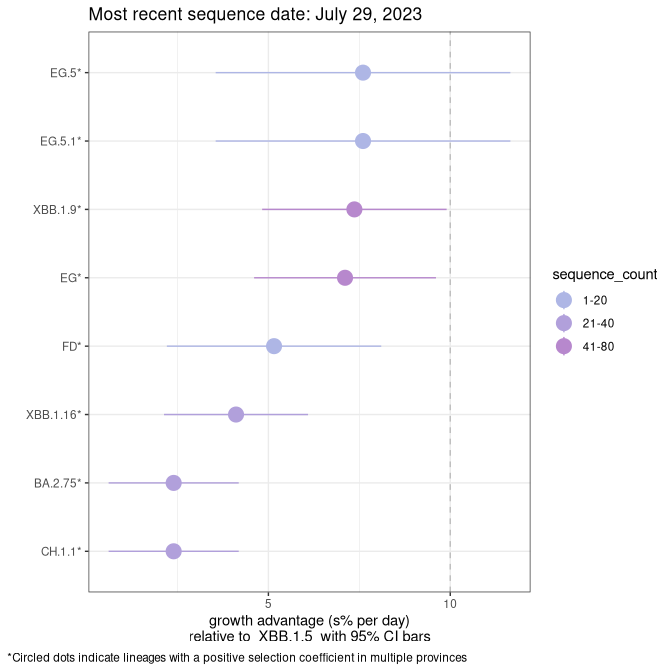 Most recent sequence date: July 29, 2023
EG.5*
EG.5.1*
XBB.1.9*
EG*
FD*
XBB.1.16*
BA.2.75*
CH.1.1*
5
10
growth advantage (s% per day)
relative to XBB.1.5 with 95% CI bars
sequence_count
1-20
21-40
41-80
*Circled dots indicate lineages with a positive selection coefficient in multiple provinces